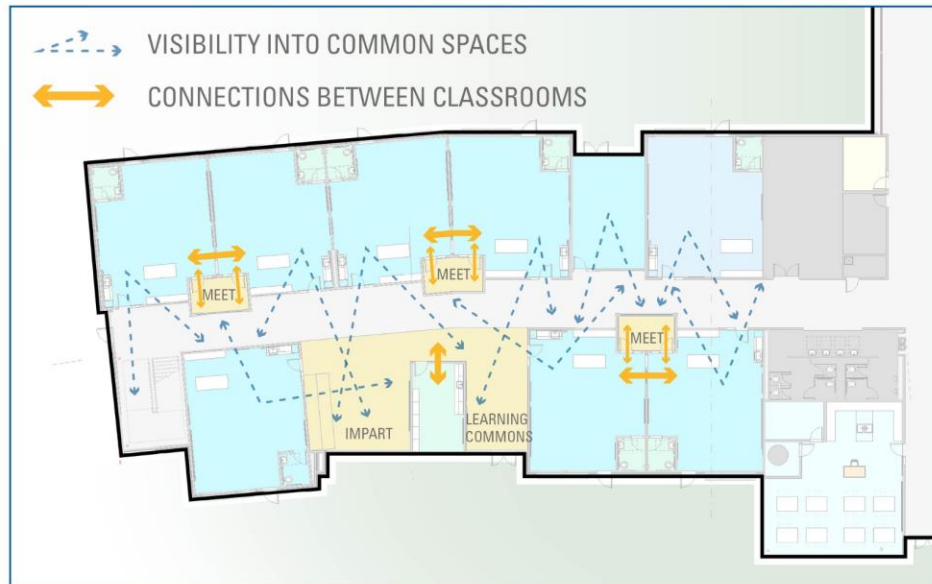 VISIBILITY INTO COMMON SPACES
CONNECTIONS BETWEEN CLASSROOMS
MEET
MEET
MEET
IMPART
LEARNING
COMMONS